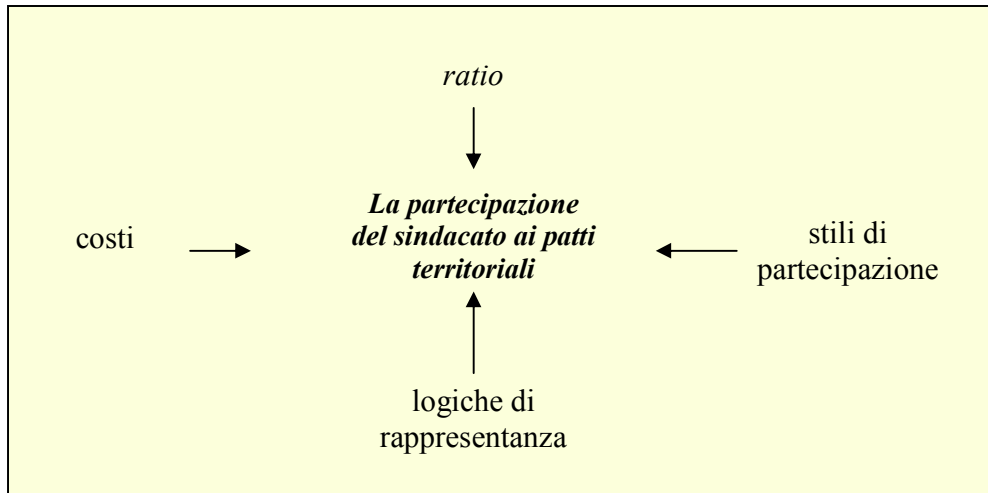 ratio
La partecipazione
del sindacato ai patti
territoriali
costi
stili di
partecipazione
logiche di
rappresentanza